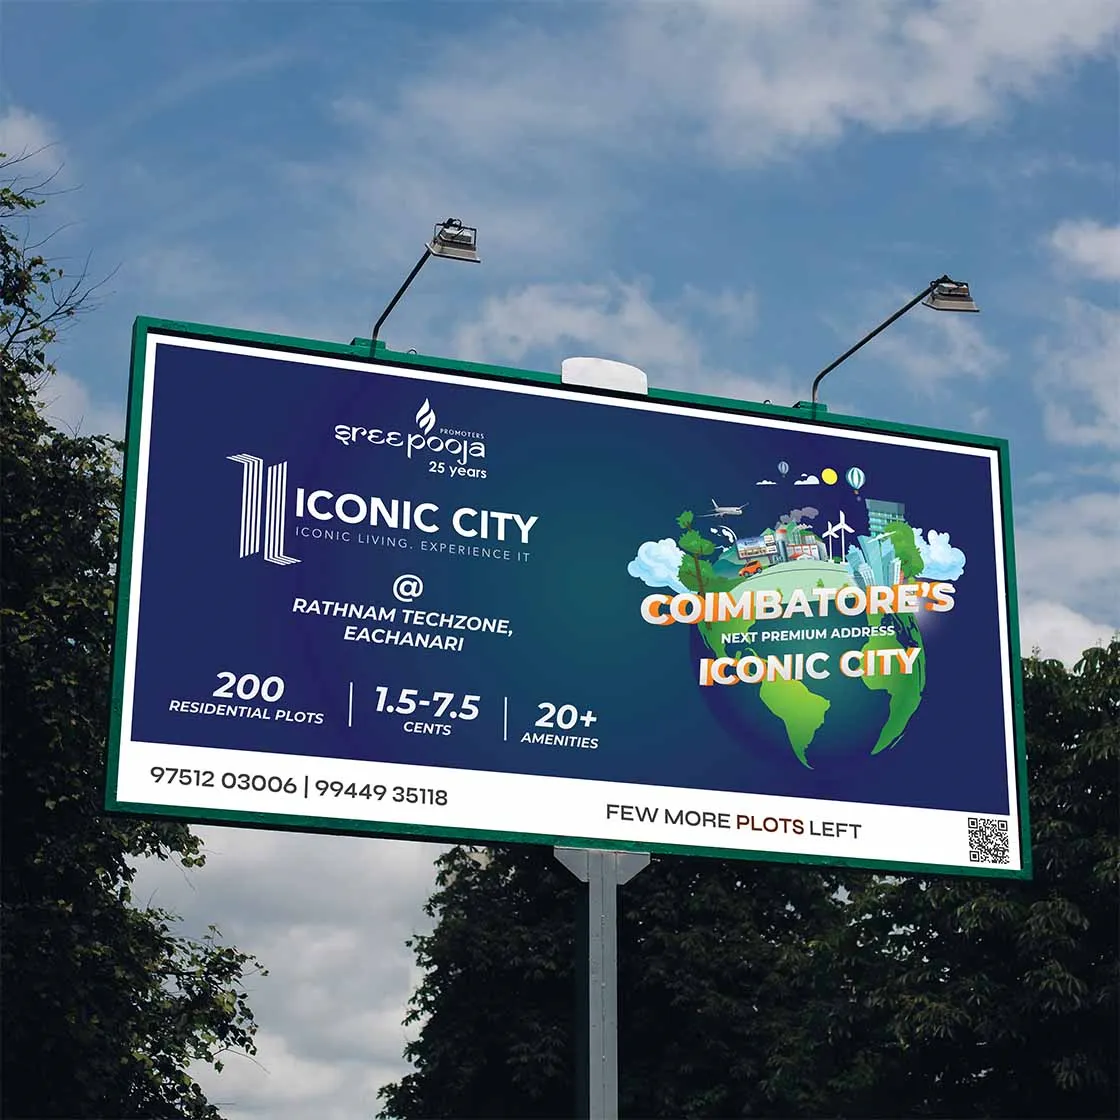 PROMOTERS
sreepooja
25 years
ICONIC CITY
ICONIC LIVING. EXPERIENCE IT
@
RATHNAM TECHZONE,
EACHANARI
200
RESIDENTIAL PLOTS
1.5-7.5
CENTS
20+
AMENITIES
COIMBATORE'S
NEXT PREMIUM ADDRESS
ICONIC CITY
97512 03006 | 99449 35118
FEW MORE PLOTS LEFT